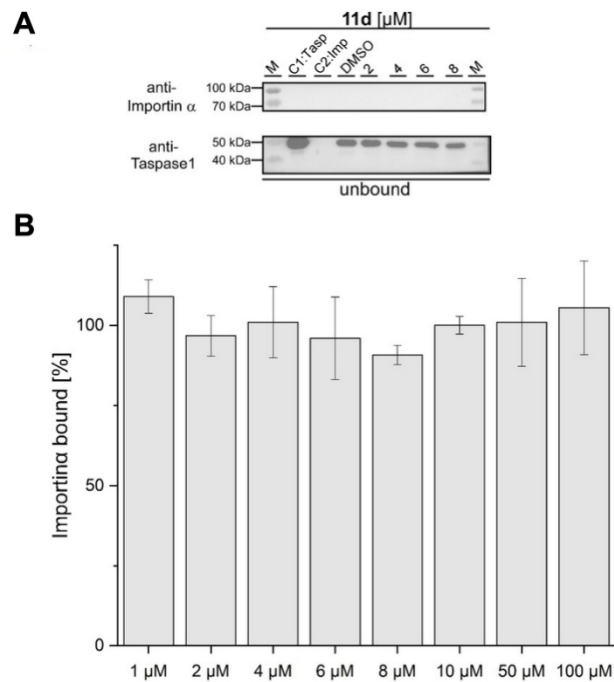 A
11d [µM]
M C1:Tasp C2:Imp DMSO 2 4 6 8 M
anti-
Importin α
100 kDa
70 kDa
anti-
Taspase1
50 kDa
40 kDa
unbound
B
Importinα bound [%]
100
50
0
1 µM 2 µM 4 µM 6 µM 8 µM 10 µM 50 µM 100 µM